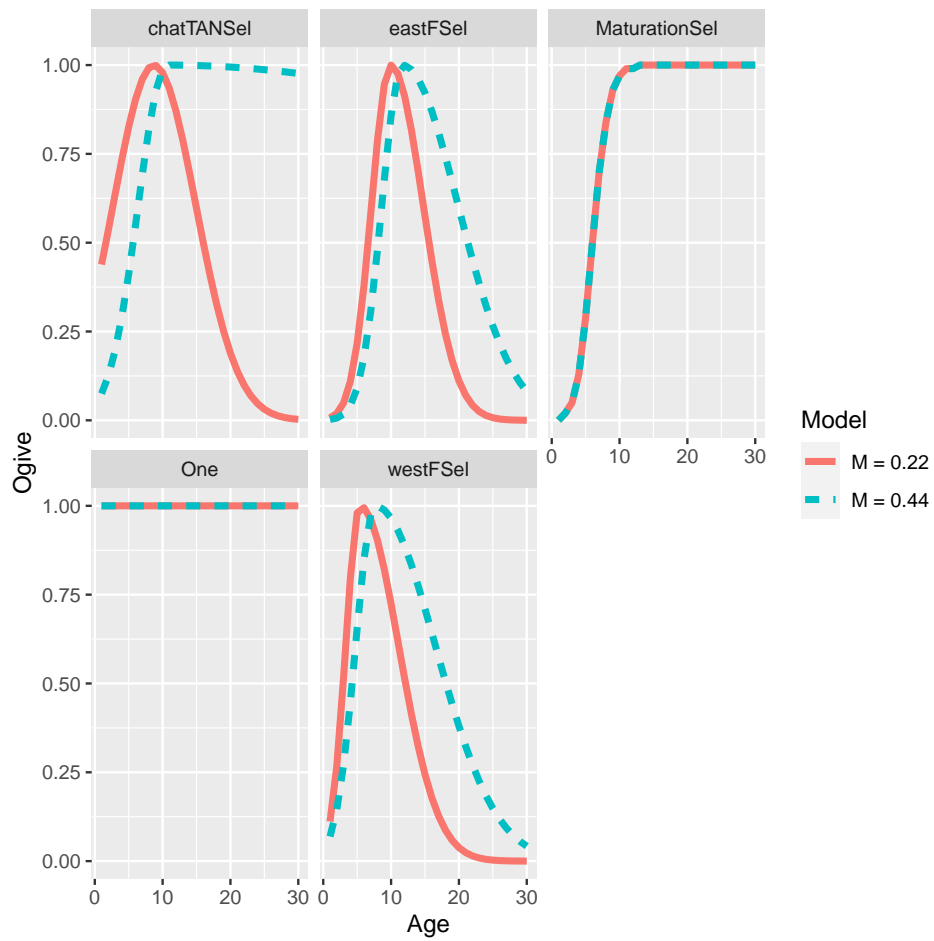 chatTANSel
eastFSel
MaturationSel
1.00
0.75
0.50
0.25
0.00
0 10 20 30
One
westFSel
1.00
0.75
0.50
0.25
0.00
0 10 20 30
0 10 20 30
Age
Ogive
Model
M = 0.22
M = 0.44